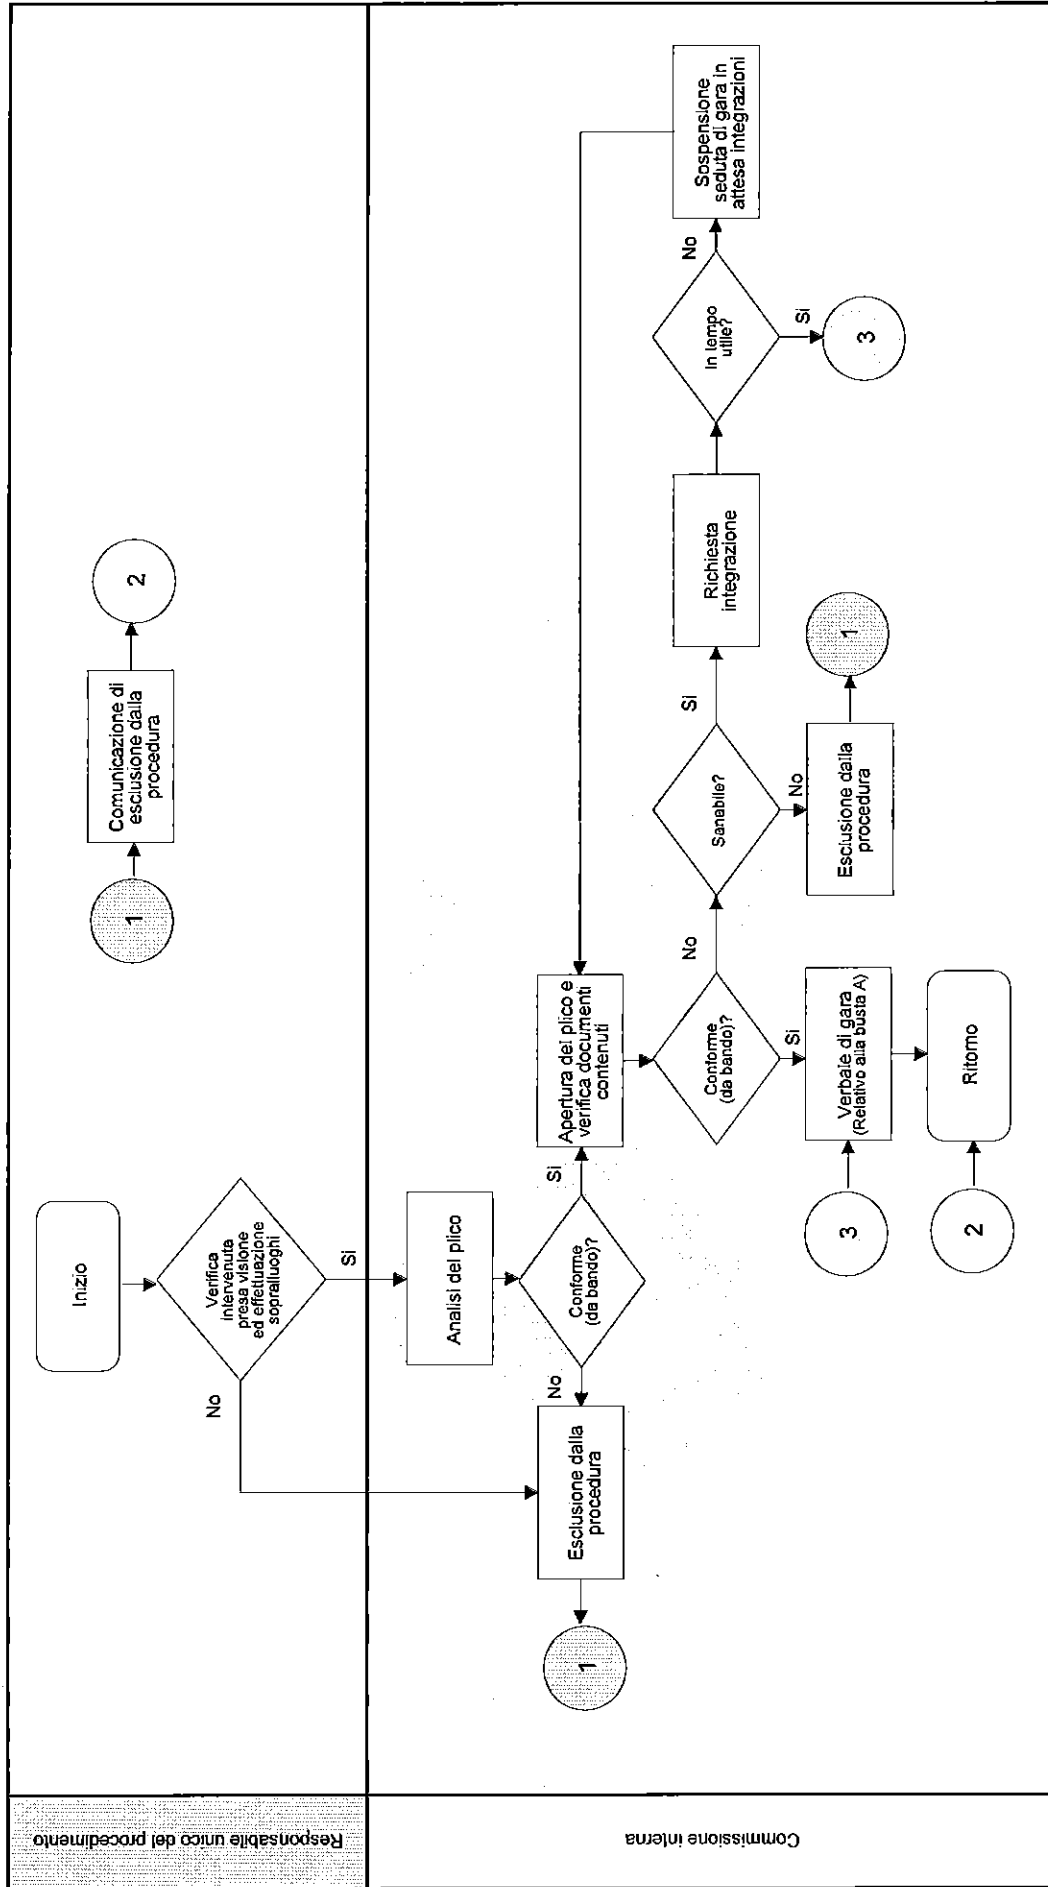 Responsabile unico del procedimento
Inizio
Verifica
intervenuta
presa visione
ed effettuazione
sopralluoghi
No
Si
1
Comunicazione di
esclusione dalla
procedura
2
Commissione interna
Analisi del plico
Conforme
(da bando)?
No
Si
Esclusione dalla
procedura
1
Apertura del plico e
verifica documenti
contenuti
Conforme
(da bando)?
No
Si
Sanabile?
Si
No
Richiesta
integrazione
In tempo
utile?
No
Si
Sospensione
seduta di gara in
attesa integrazioni
3
Esclusione dalla
procedura
1
3
Verbale di gara
(Relativo alla busta A)
2
Ritorno